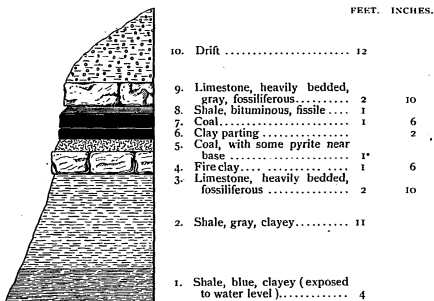 FEET. INCHES.
10. Drift .................... 12
9. Limestone, heavily bedded,
gray, fossiliferous.......... 2 10
8. Shale, bituminous, fissile .... 1
7. Coal...................... 1 6
6. Clay parting .............. 2
5. Coal, with some pyrite near
base ..................... 1
4. Fire clay.... .............. 1 6
3. Limestone, heavily bedded,
fossiliferous .............. 2 10
2. Shale, gray, clayey.......... 11
1. Shale, blue, clayey (exposed
to water level)............. 4